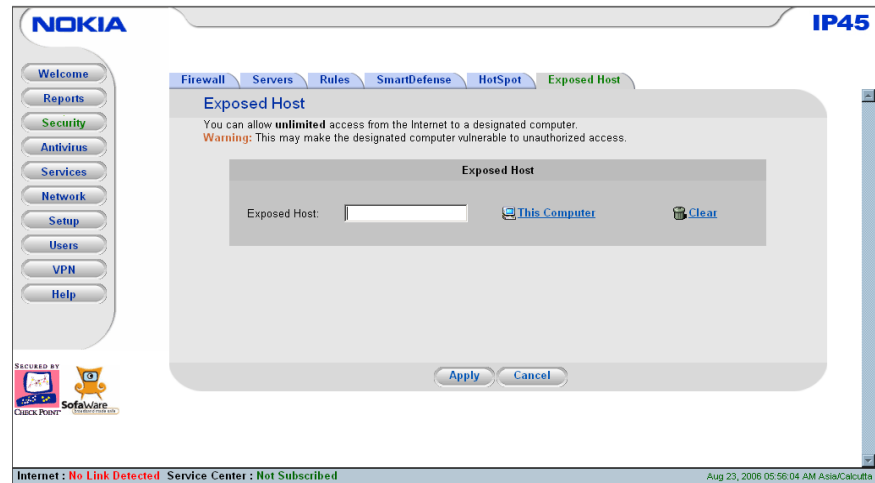 NOKIA
IP45
Welcome
Reports
Security
Antivirus
Services
Network
Setup
Users
VPN
Help
Firewall Servers Rules SmartDefense HotSpot Exposed Host
Exposed Host
You can allow unlimited access from the Internet to a designated computer.
Warning: This may make the designated computer vulnerable to unauthorized access.
Exposed Host
Exposed Host: This Computer Clear
Apply Cancel
SECURED BY
CHECK POINT
SofaWare
Internet : No Link Detected Service Center : Not Subscribed
Aug 23, 2006 05:56:04 AM Asia/Calcutta